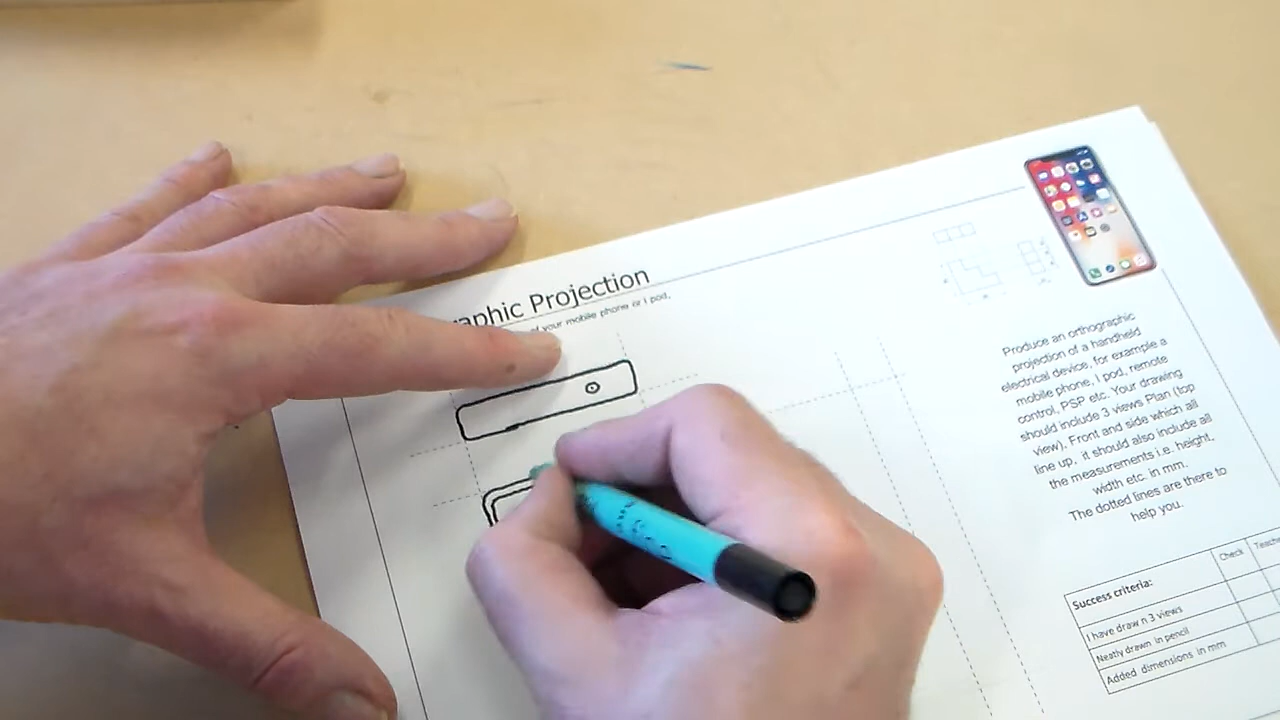 aphic Projection
of your mobile phone or i pod,
Produce an orthographic
projection of a handheld
electrical device, for example a
mobile phone, I pod, remote
control, PSP etc. Your drawing
should include 3 views Plan (top
view), Front and side which all
line up. it should also include all
the measurements i.e. height,
width etc. in mm.
The dotted lines are there to
help you.
Success criteria: Check Teache
I have draw n 3 views
Neatly drawn in pencil
Added dimensions in mm